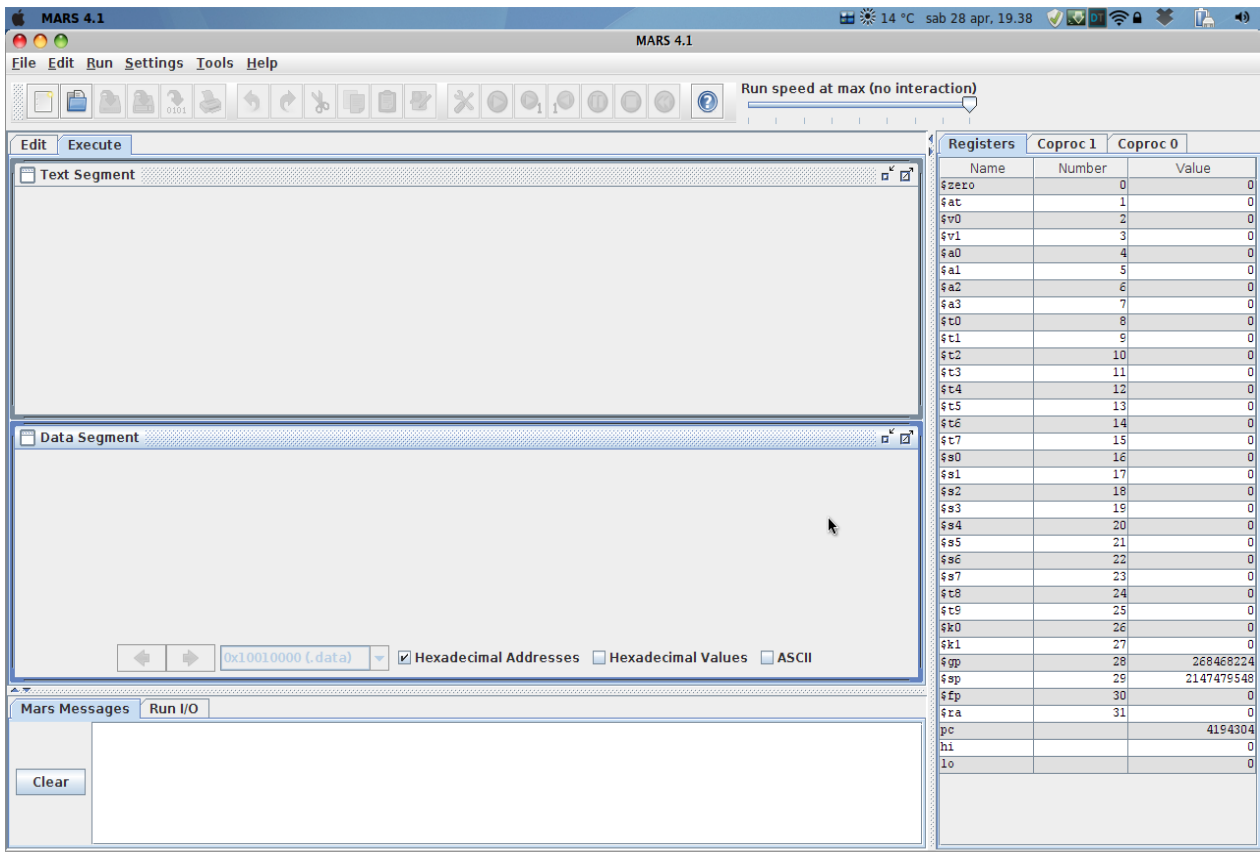 MARS 4.1
14 °C sab 28 apr, 19.38
DT
MARS 4.1
File Edit Run Settings Tools Help
Run speed at max (no interaction)
0101
1 1
Edit Execute
Text Segment
Data Segment
0x10010000 (.data) Hexadecimal Addresses Hexadecimal Values ASCII
Mars Messages Run I/O
Clear
Registers Coproc 1 Coproc 0
Name Number Value
$zero 0 0
$at 1 0
$v0 2 0
$v1 3 0
$a0 4 0
$a1 5 0
$a2 6 0
$a3 7 0
$t0 8 0
$t1 9 0
$t2 10 0
$t3 11 0
$t4 12 0
$t5 13 0
$t6 14 0
$t7 15 0
$s0 16 0
$s1 17 0
$s2 18 0
$s3 19 0
$s4 20 0
$s5 21 0
$s6 22 0
$s7 23 0
$t8 24 0
$t9 25 0
$k0 26 0
$k1 27 0
$gp 28 268468224
$sp 29 2147479548
$fp 30 0
$ra 31 0
pc 4194304
hi 0
lo 0